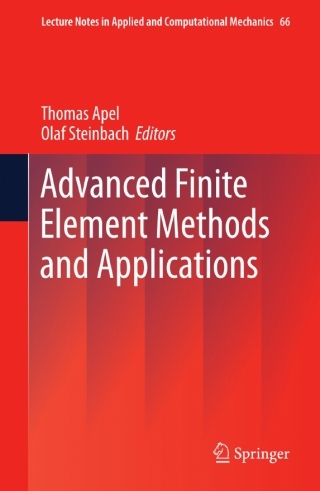 Lecture Notes in Applied and Computational Mechanics 66
Thomas Apel
Olaf Steinbach Editors
Advanced Finite
Element Methods
and Applications
Springer